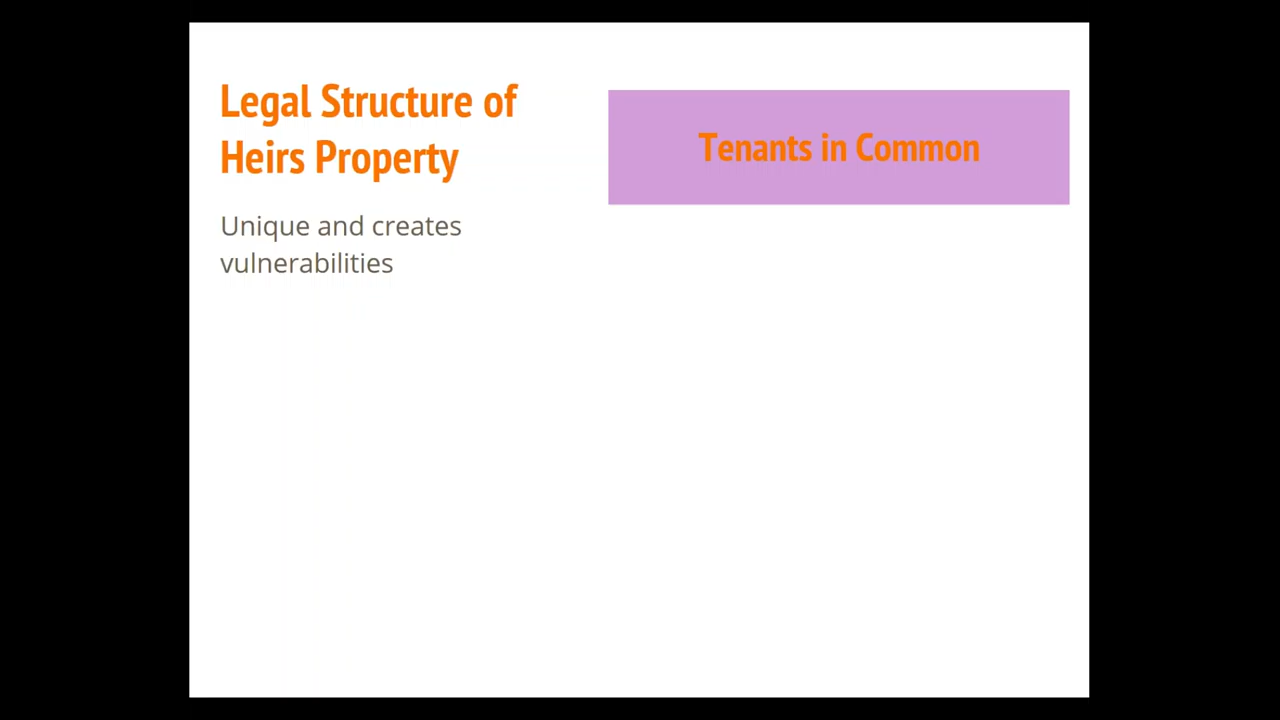 Legal Structure of
Heirs Property
Unique and creates
vulnerabilities
Tenants in Common